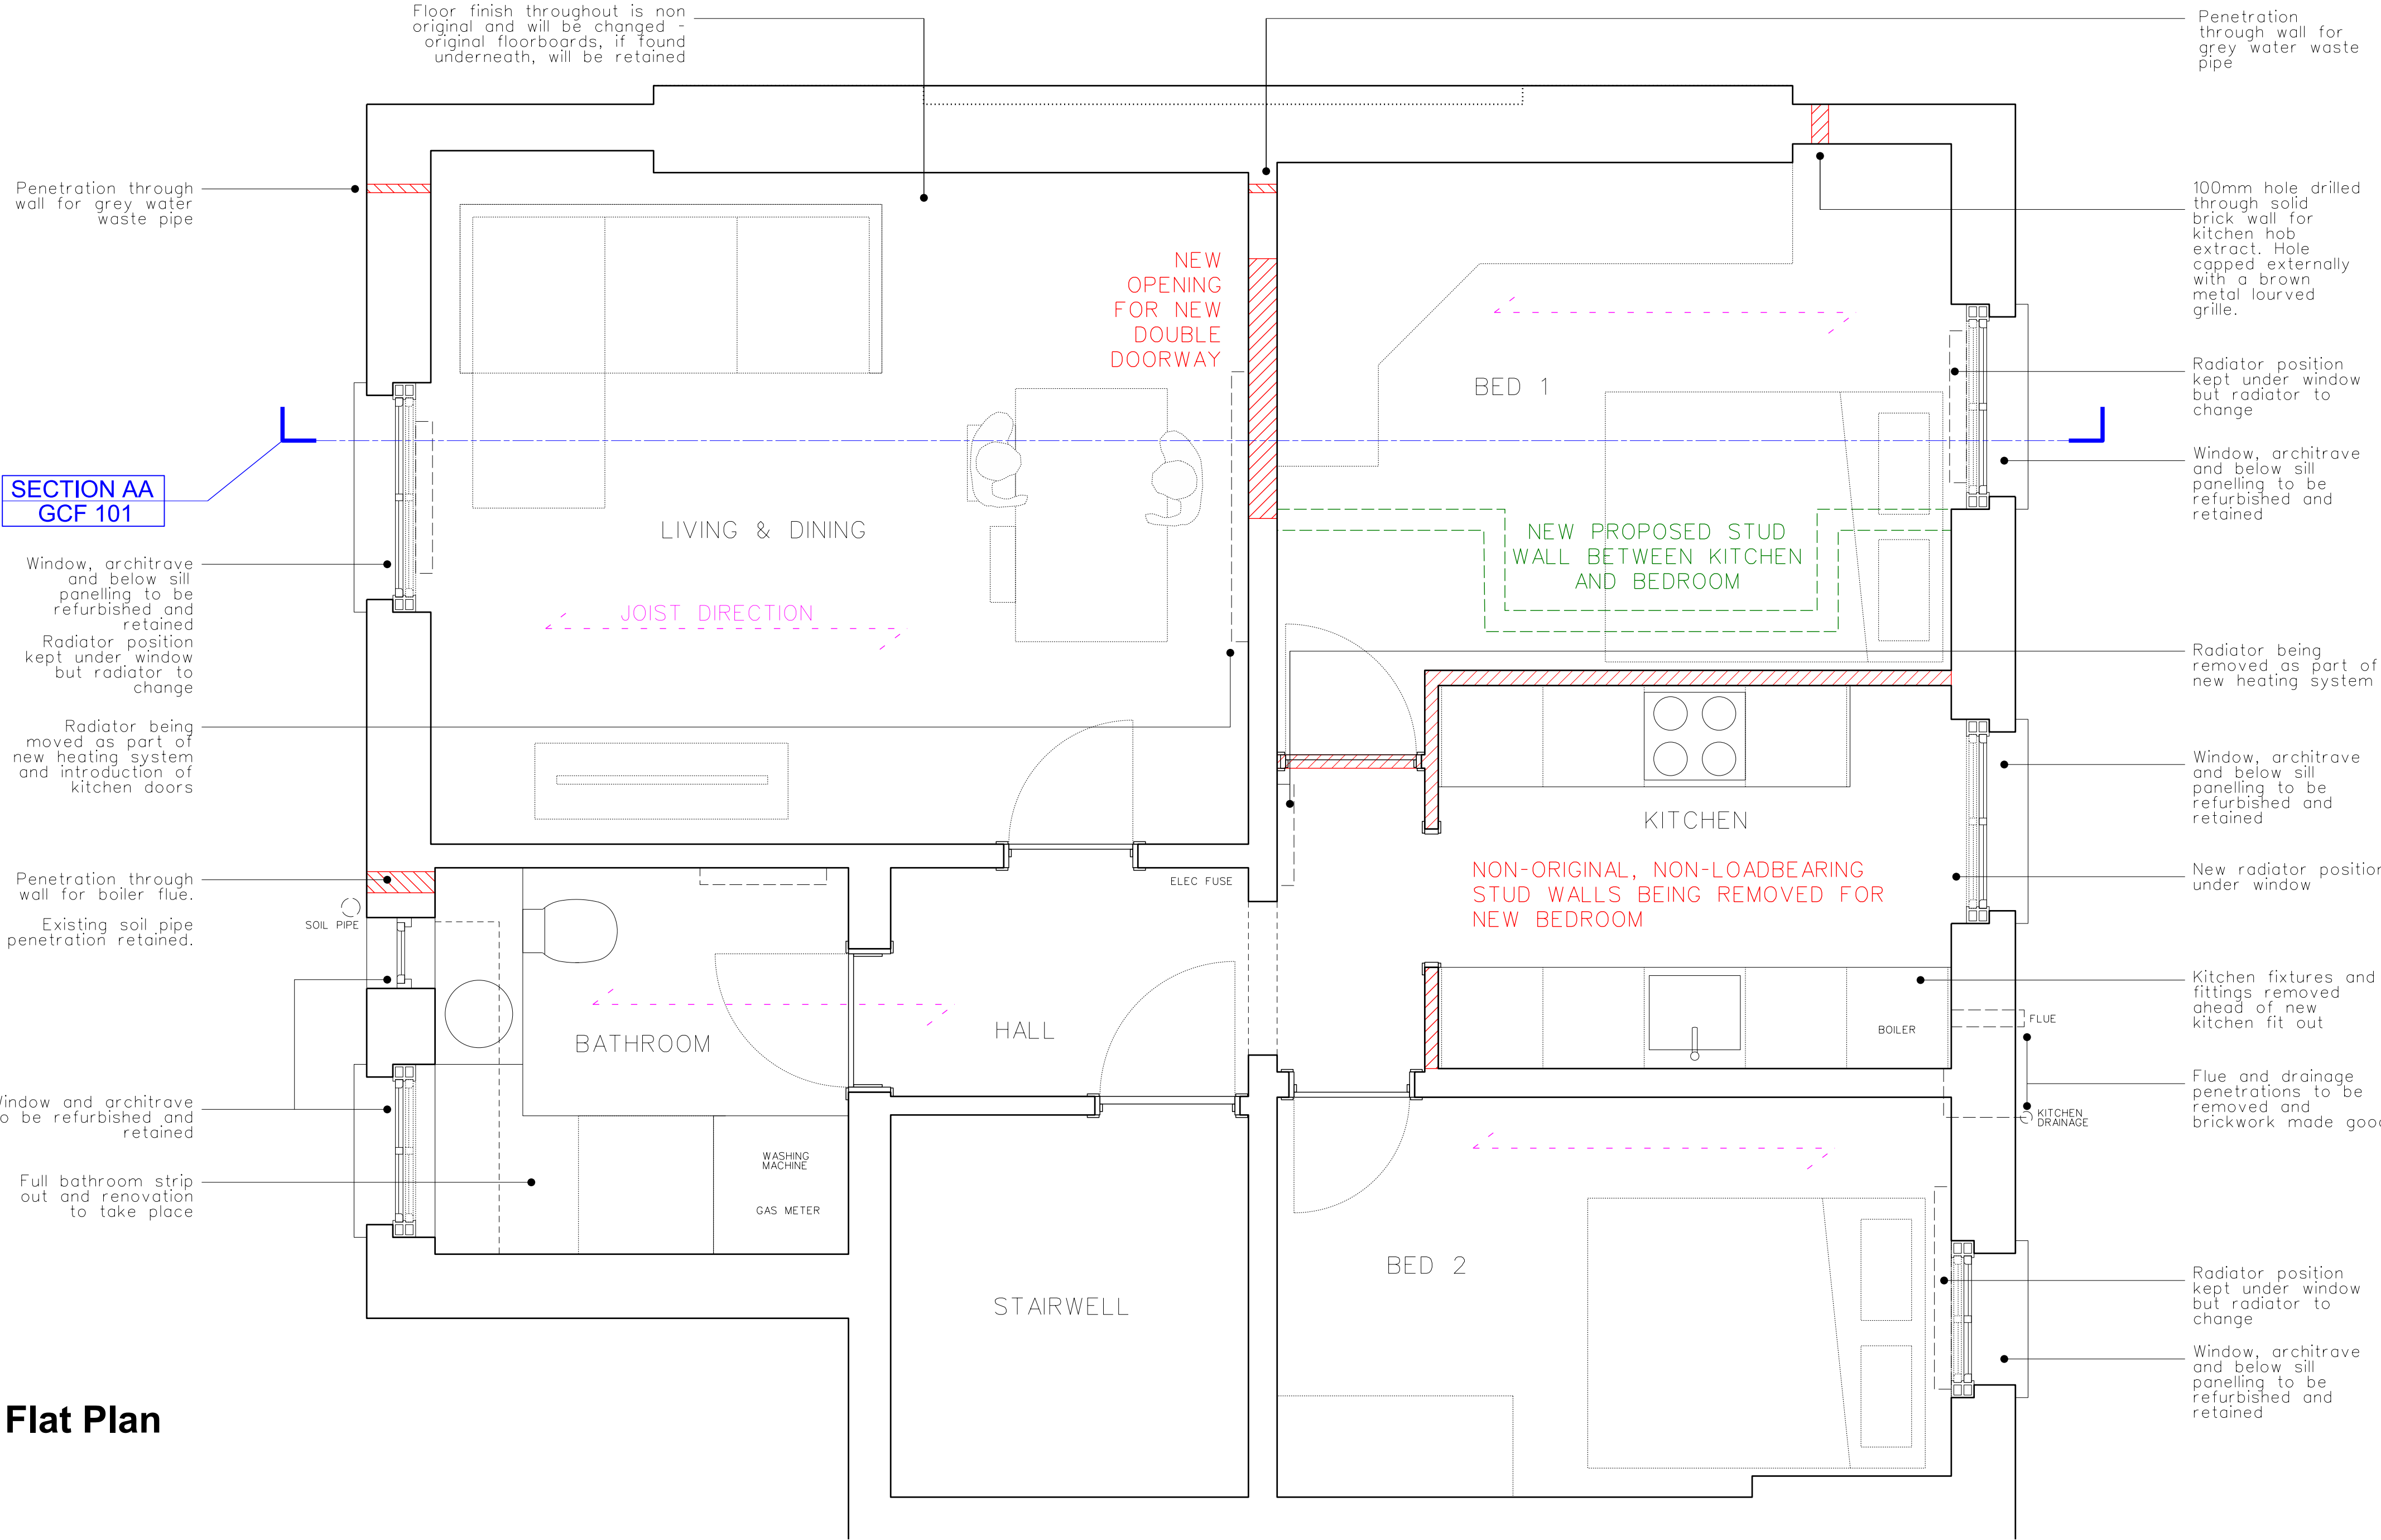 Floor finish throughout is non
original and will be changed -
original floorboards, if found
underneath, will be retained
Penetration
through wall for
grey water waste
pipe
Penetration through
wall for grey water
waste pipe
100mm hole drilled
through solid
brick wall for
kitchen hob
extract. Hole
capped externally
with a brown
metal lourved
grille.
NEW
OPENING
FOR NEW
DOUBLE
DOORWAY
BED 1
Radiator position
kept under window
but radiator to
change
Window, architrave
and below sill
panelling to be
refurbished and
retained
SECTION AA
GCF 101
LIVING & DINING
NEW PROPOSED STUD
WALL BETWEEN KITCHEN
AND BEDROOM
Window, architrave
and below sill
panelling to be
refurbished and
retained
Radiator position
kept under window
but radiator to
change
JOIST DIRECTION
Radiator being
removed as part of
new heating system
Radiator being
moved as part of
new heating system
and introduction of
kitchen doors
Window, architrave
and below sill
panelling to be
refurbished and
retained
KITCHEN
NON-ORIGINAL, NON-LOADBEARING
STUD WALLS BEING REMOVED FOR
NEW BEDROOM
New radiator position
under window
Penetration through
wall for boiler flue.
ELEC FUSE
SOIL PIPE
Existing soil pipe
penetration retained.
Kitchen fixtures and
fittings removed
ahead of new
kitchen fit out
BATHROOM
HALL
BOILER
FLUE
Flue and drainage
penetrations to be
removed and
brickwork made good
KITCHEN
DRAINAGE
Window and architrave
to be refurbished and
retained
WASHING
MACHINE
GAS METER
Full bathroom strip
out and renovation
to take place
BED 2
STAIRWELL
Radiator position
kept under window
but radiator to
change
Window, architrave
and below sill
panelling to be
refurbished and
retained
Flat Plan